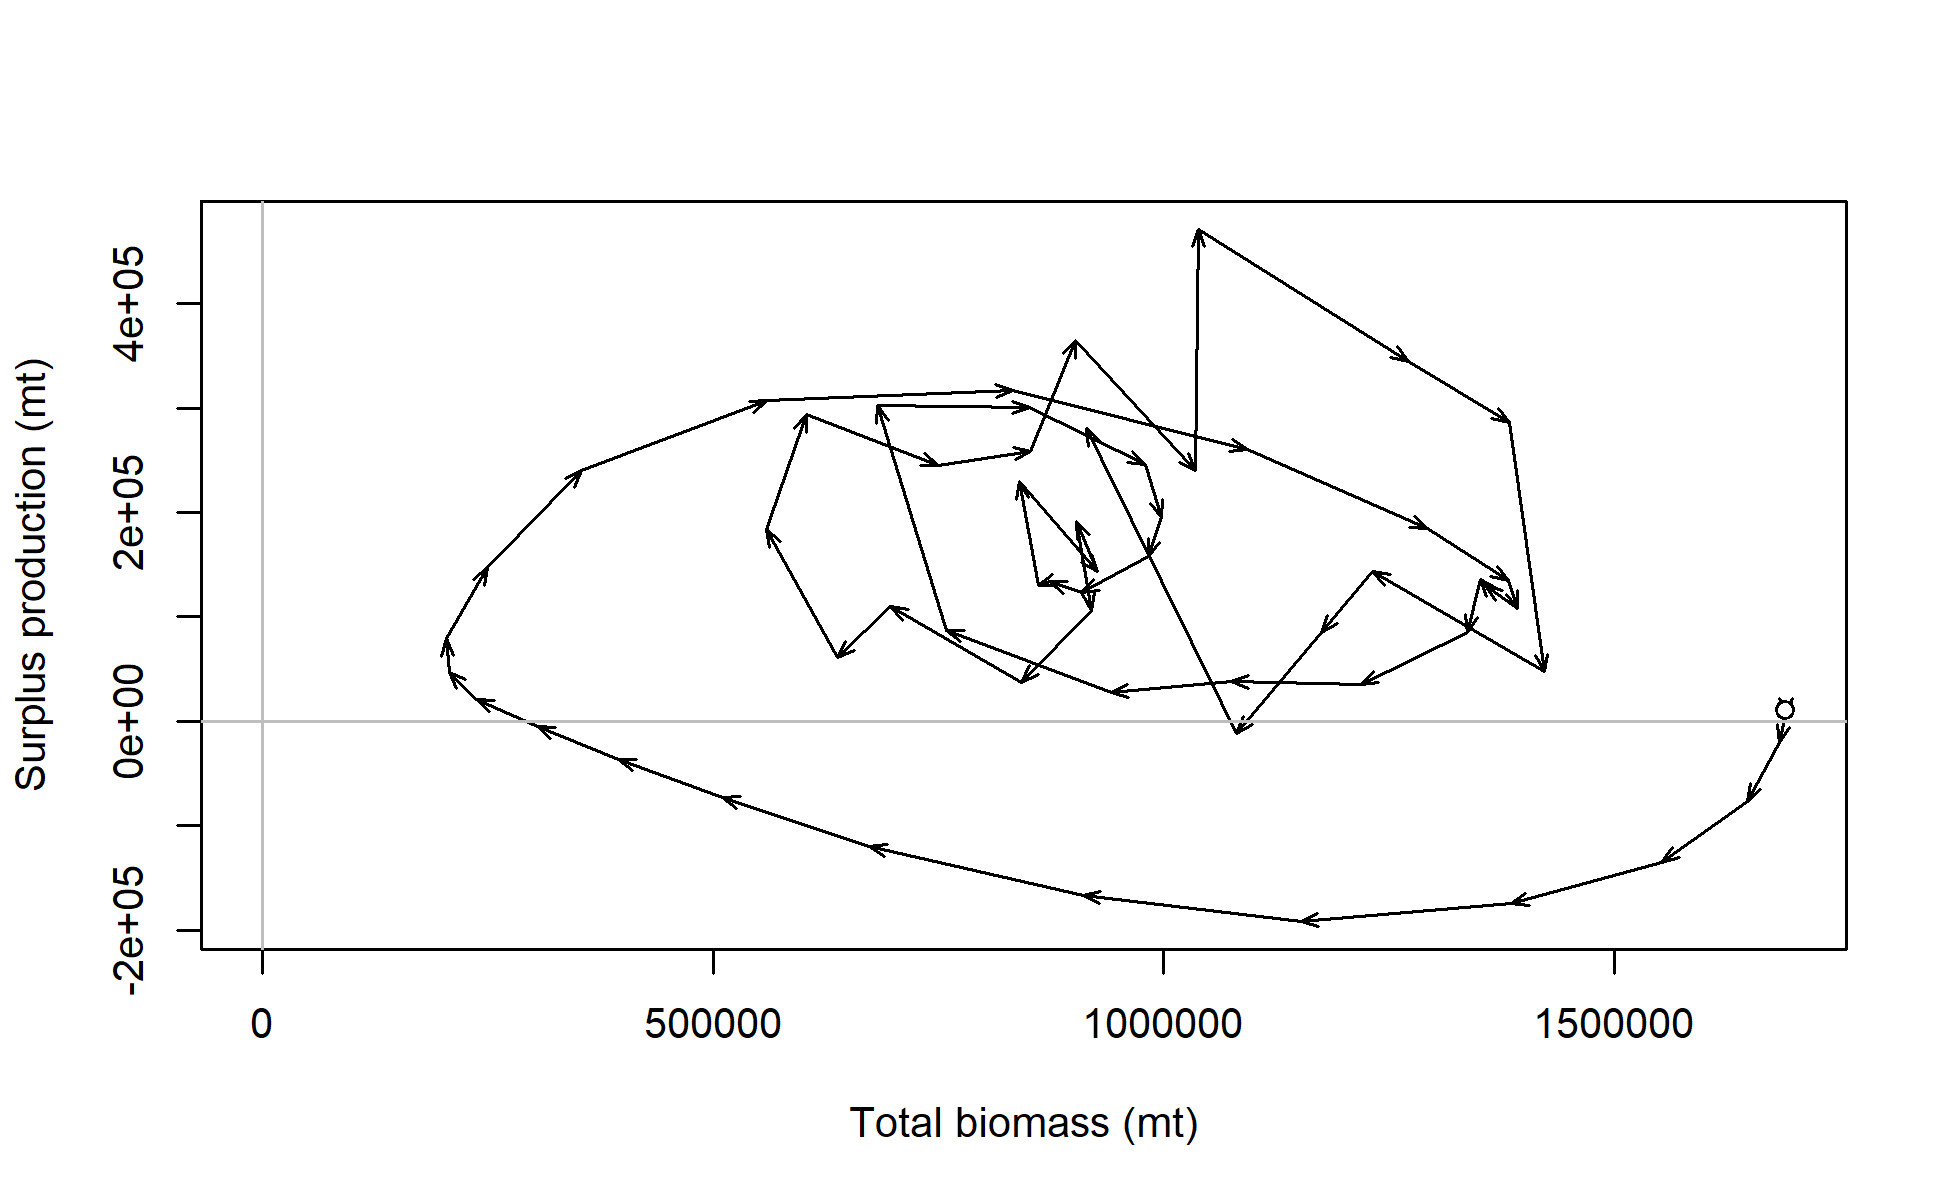 Surplus production (mt)
4e+05
2e+05
0e+00
-2e+05
0 500000 1000000 1500000
Total biomass (mt)